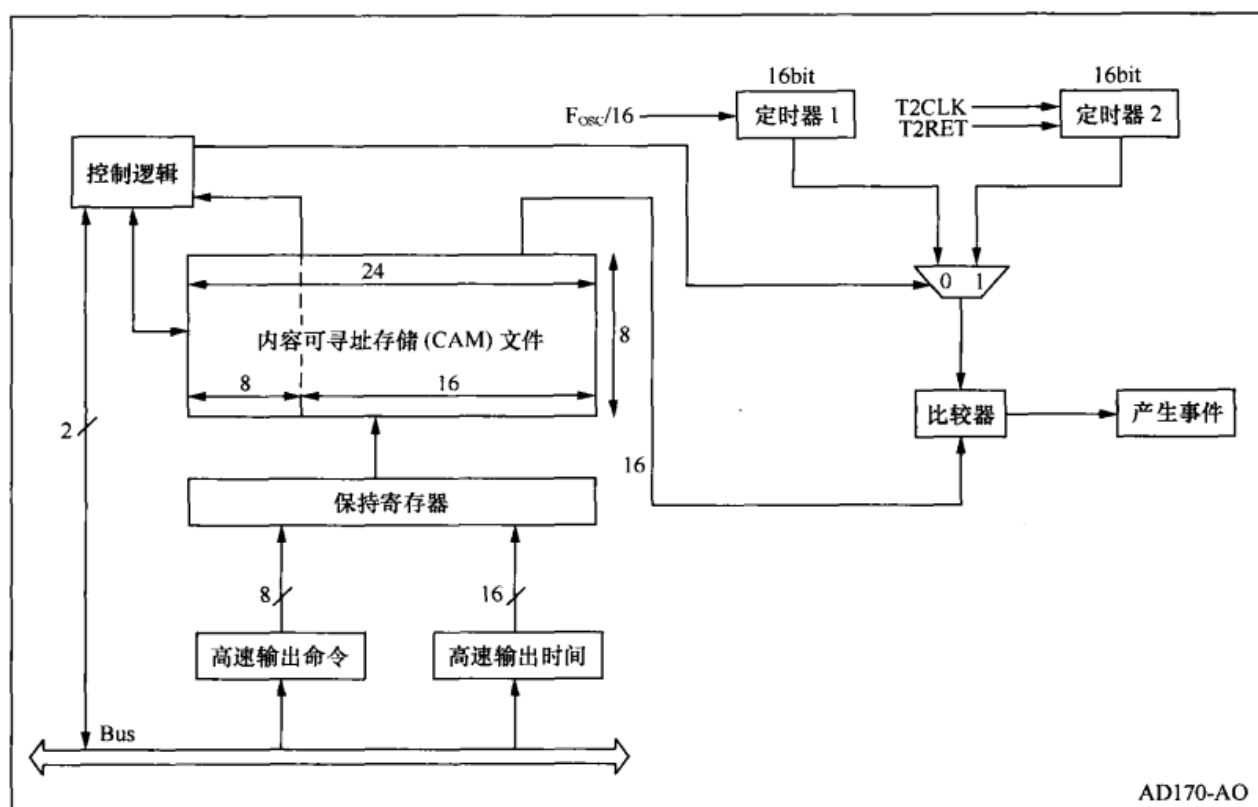 16bit
16bit
F_OSC/16
定时器 1
T2CLK
T2RET
定时器 2
控制逻辑
24
内容可寻址存储 (CAM) 文件
8
8
16
0 1
比较器
产生事件
2
16
保持寄存器
8
16
高速输出命令
高速输出时间
Bus
AD170-AO